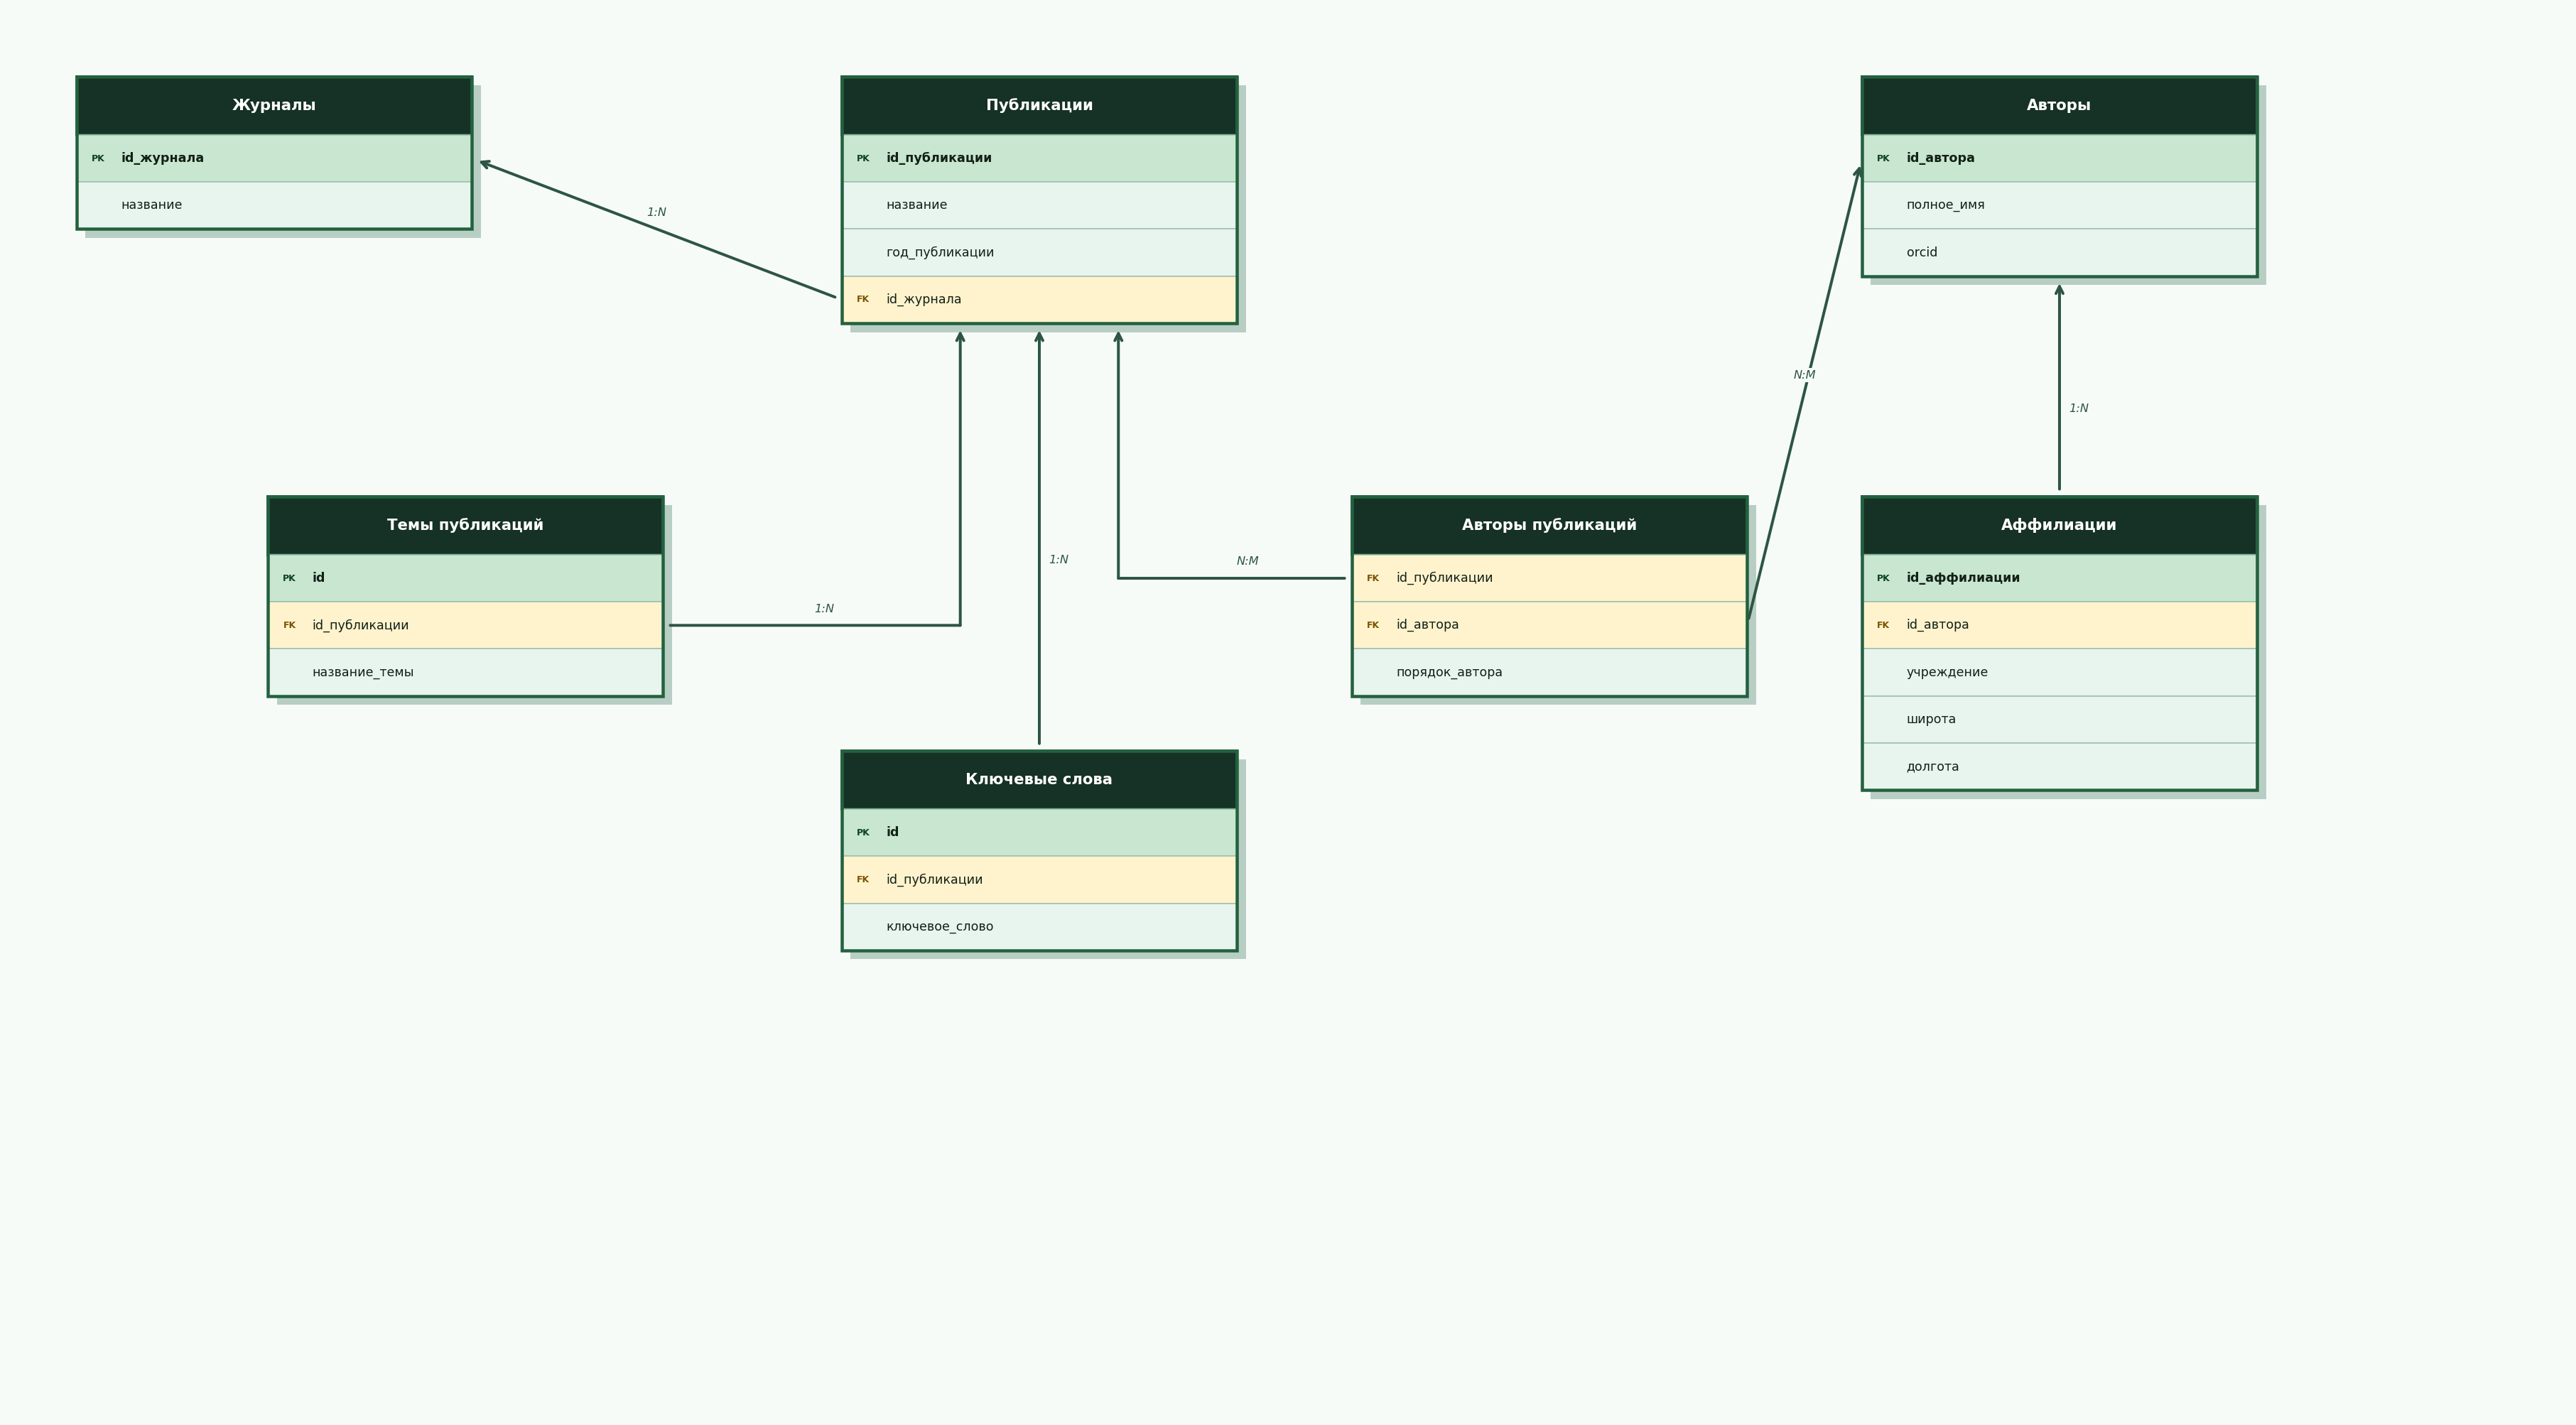 Журналы
PK id_журнала
название
Публикации
PK id_публикации
название
год_публикации
FK id_журнала
Авторы
PK id_автора
полное_имя
orcid
1:N
N:M
1:N
Темы публикаций
PK id
FK id_публикации
название_темы
1:N
1:N
N:M
Авторы публикаций
FK id_публикации
FK id_автора
порядок_автора
Аффилиации
PK id_аффилиации
FK id_автора
учреждение
широта
долгота
Ключевые слова
PK id
FK id_публикации
ключевое_слово